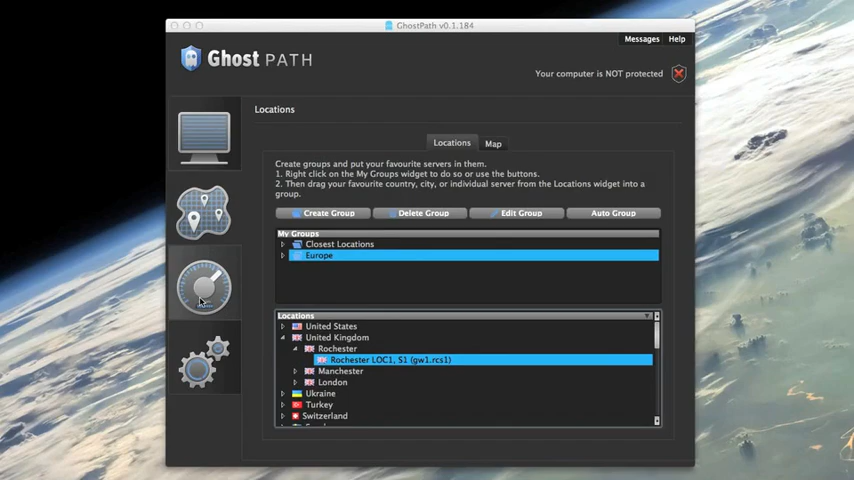 GhostPath v0.1.184
Messages Help
Ghost PATH
Your computer is NOT protected
Locations
Locations Map
Create groups and put your favourite servers in them.
1. Right click on the My Groups widget to do so or use the buttons.
2. Then drag your favourite country, city, or individual server from the Locations widget into a
group.
Create Group Delete Group Edit Group Auto Group
My Groups
Closest Locations
Europe
Locations
United States
United Kingdom
Rochester
Rochester LOC1, S1 (gw1.rcs1)
Manchester
London
Ukraine
Turkey
Switzerland